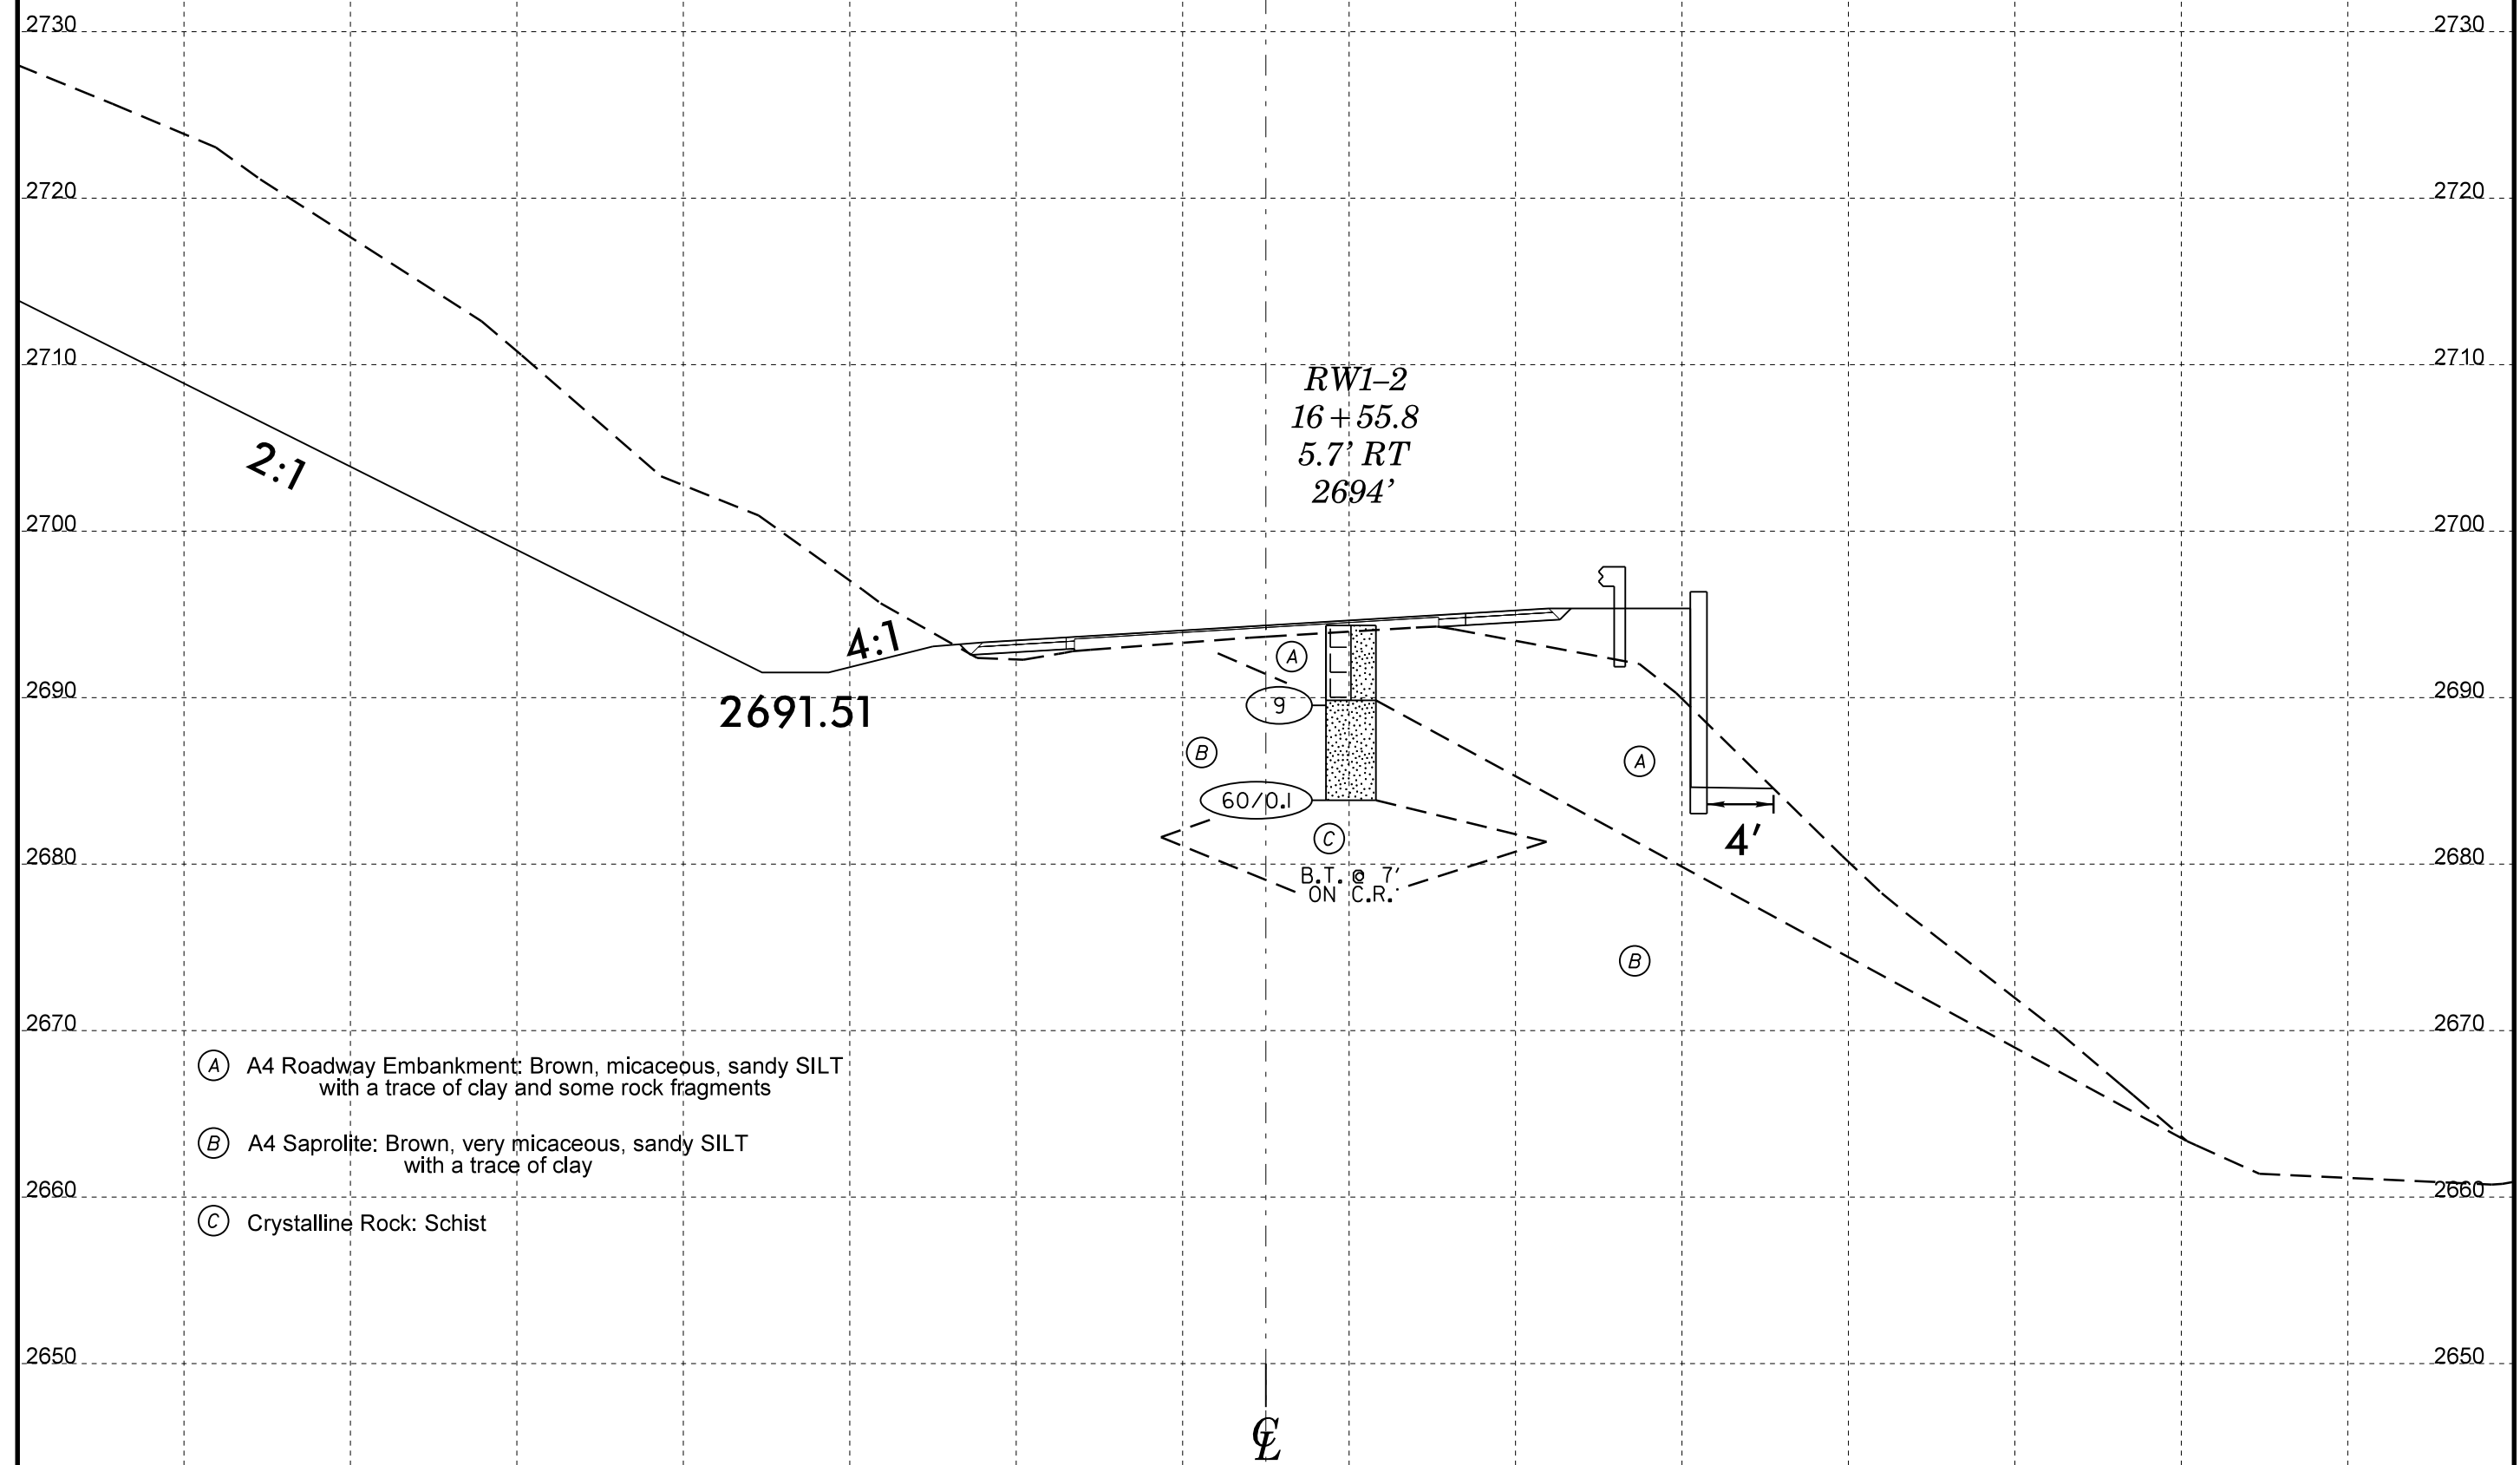 2730 2730
2720 2720
2710 2710
RW1–2
16+55.8
5.7' RT
2694'
2:1
2700 2700
4:1
A
2690 2690
2691.51
9
B
A
60/0.1
C
4'
2680 2680
B.T. @ 7'
ON C.R.
B
2670 2670
A A4 Roadway Embankment: Brown, micaceous, sandy SILT
with a trace of clay and some rock fragments
B A4 Saprolite: Brown, very micaceous, sandy SILT
with a trace of clay
2660 2660
C Crystalline Rock: Schist
2650 2650
℄